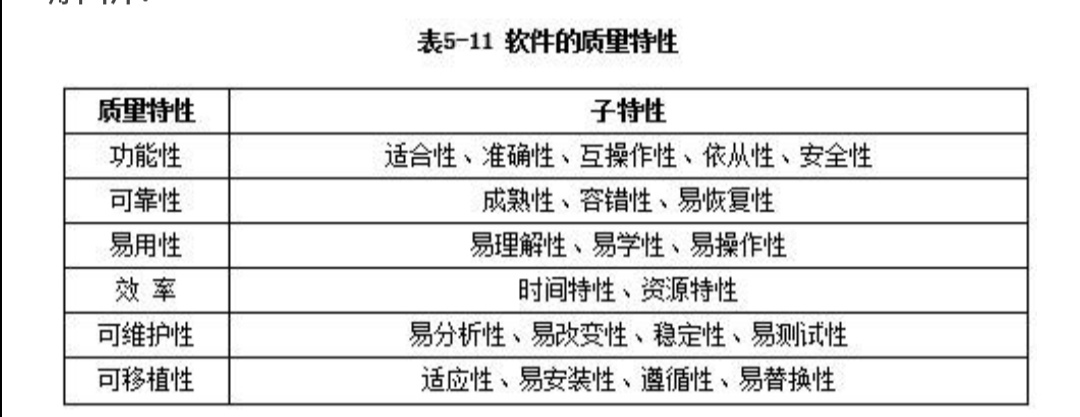 表5-11 软件的质里特性
质里特性 子特性
功能性 适合性、准确性、互操作性、依从性、安全性
可靠性 成熟性、容错性、易恢复性
易用性 易理解性、易学性、易操作性
效 率 时间特性、资源特性
可维护性 易分析性、易改变性、稳定性、易测试性
可移植性 适应性、易安装性、遵循性、易替换性